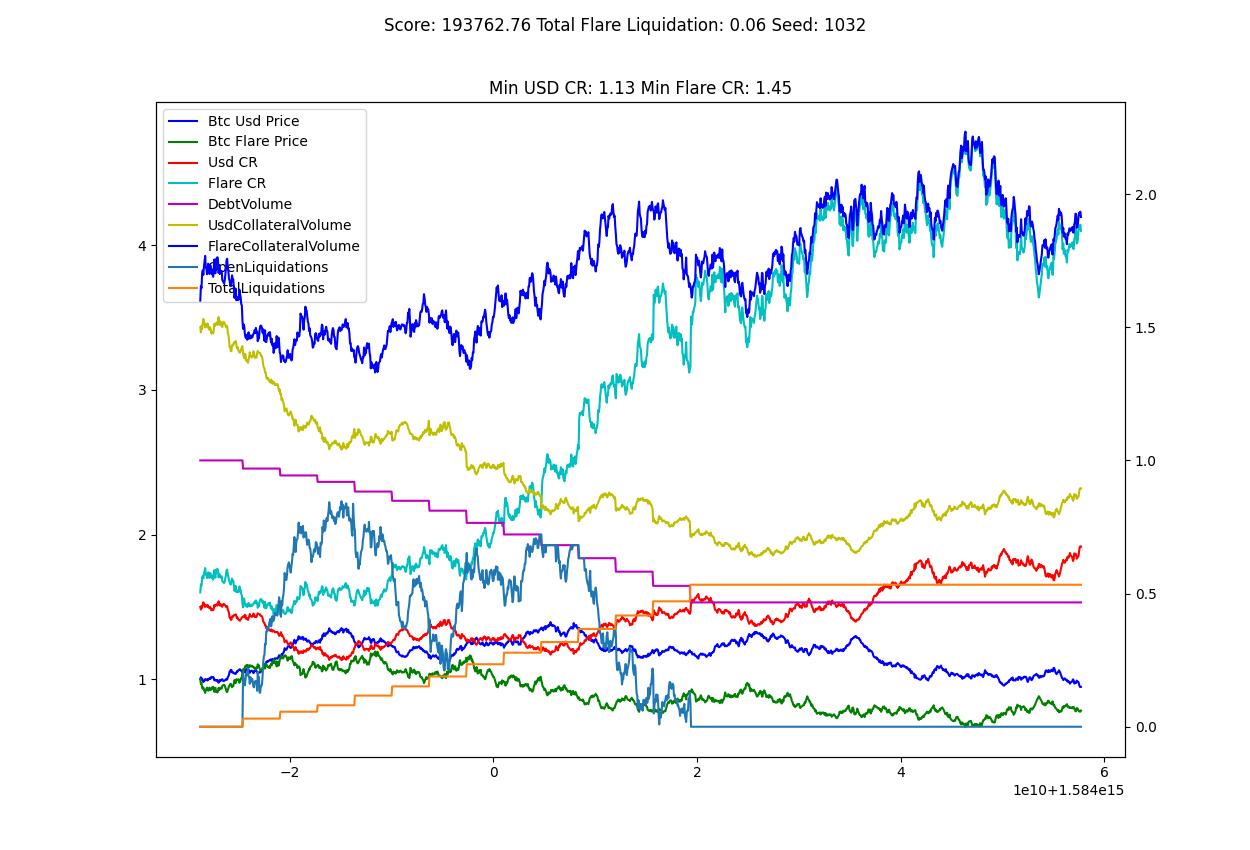 Score: 193762.76 Total Flare Liquidation: 0.06 Seed: 1032
Min USD CR: 1.13 Min Flare CR: 1.45
Btc Usd Price
Btc Flare Price
Usd CR
Flare CR
DebtVolume
UsdCollateralVolume
FlareCollateralVolume
OpenLiquidations
TotalLiquidations
4
3
2
1
2.0
1.5
1.0
0.5
0.0
−2
0
2
4
6
1e10+1.584e15